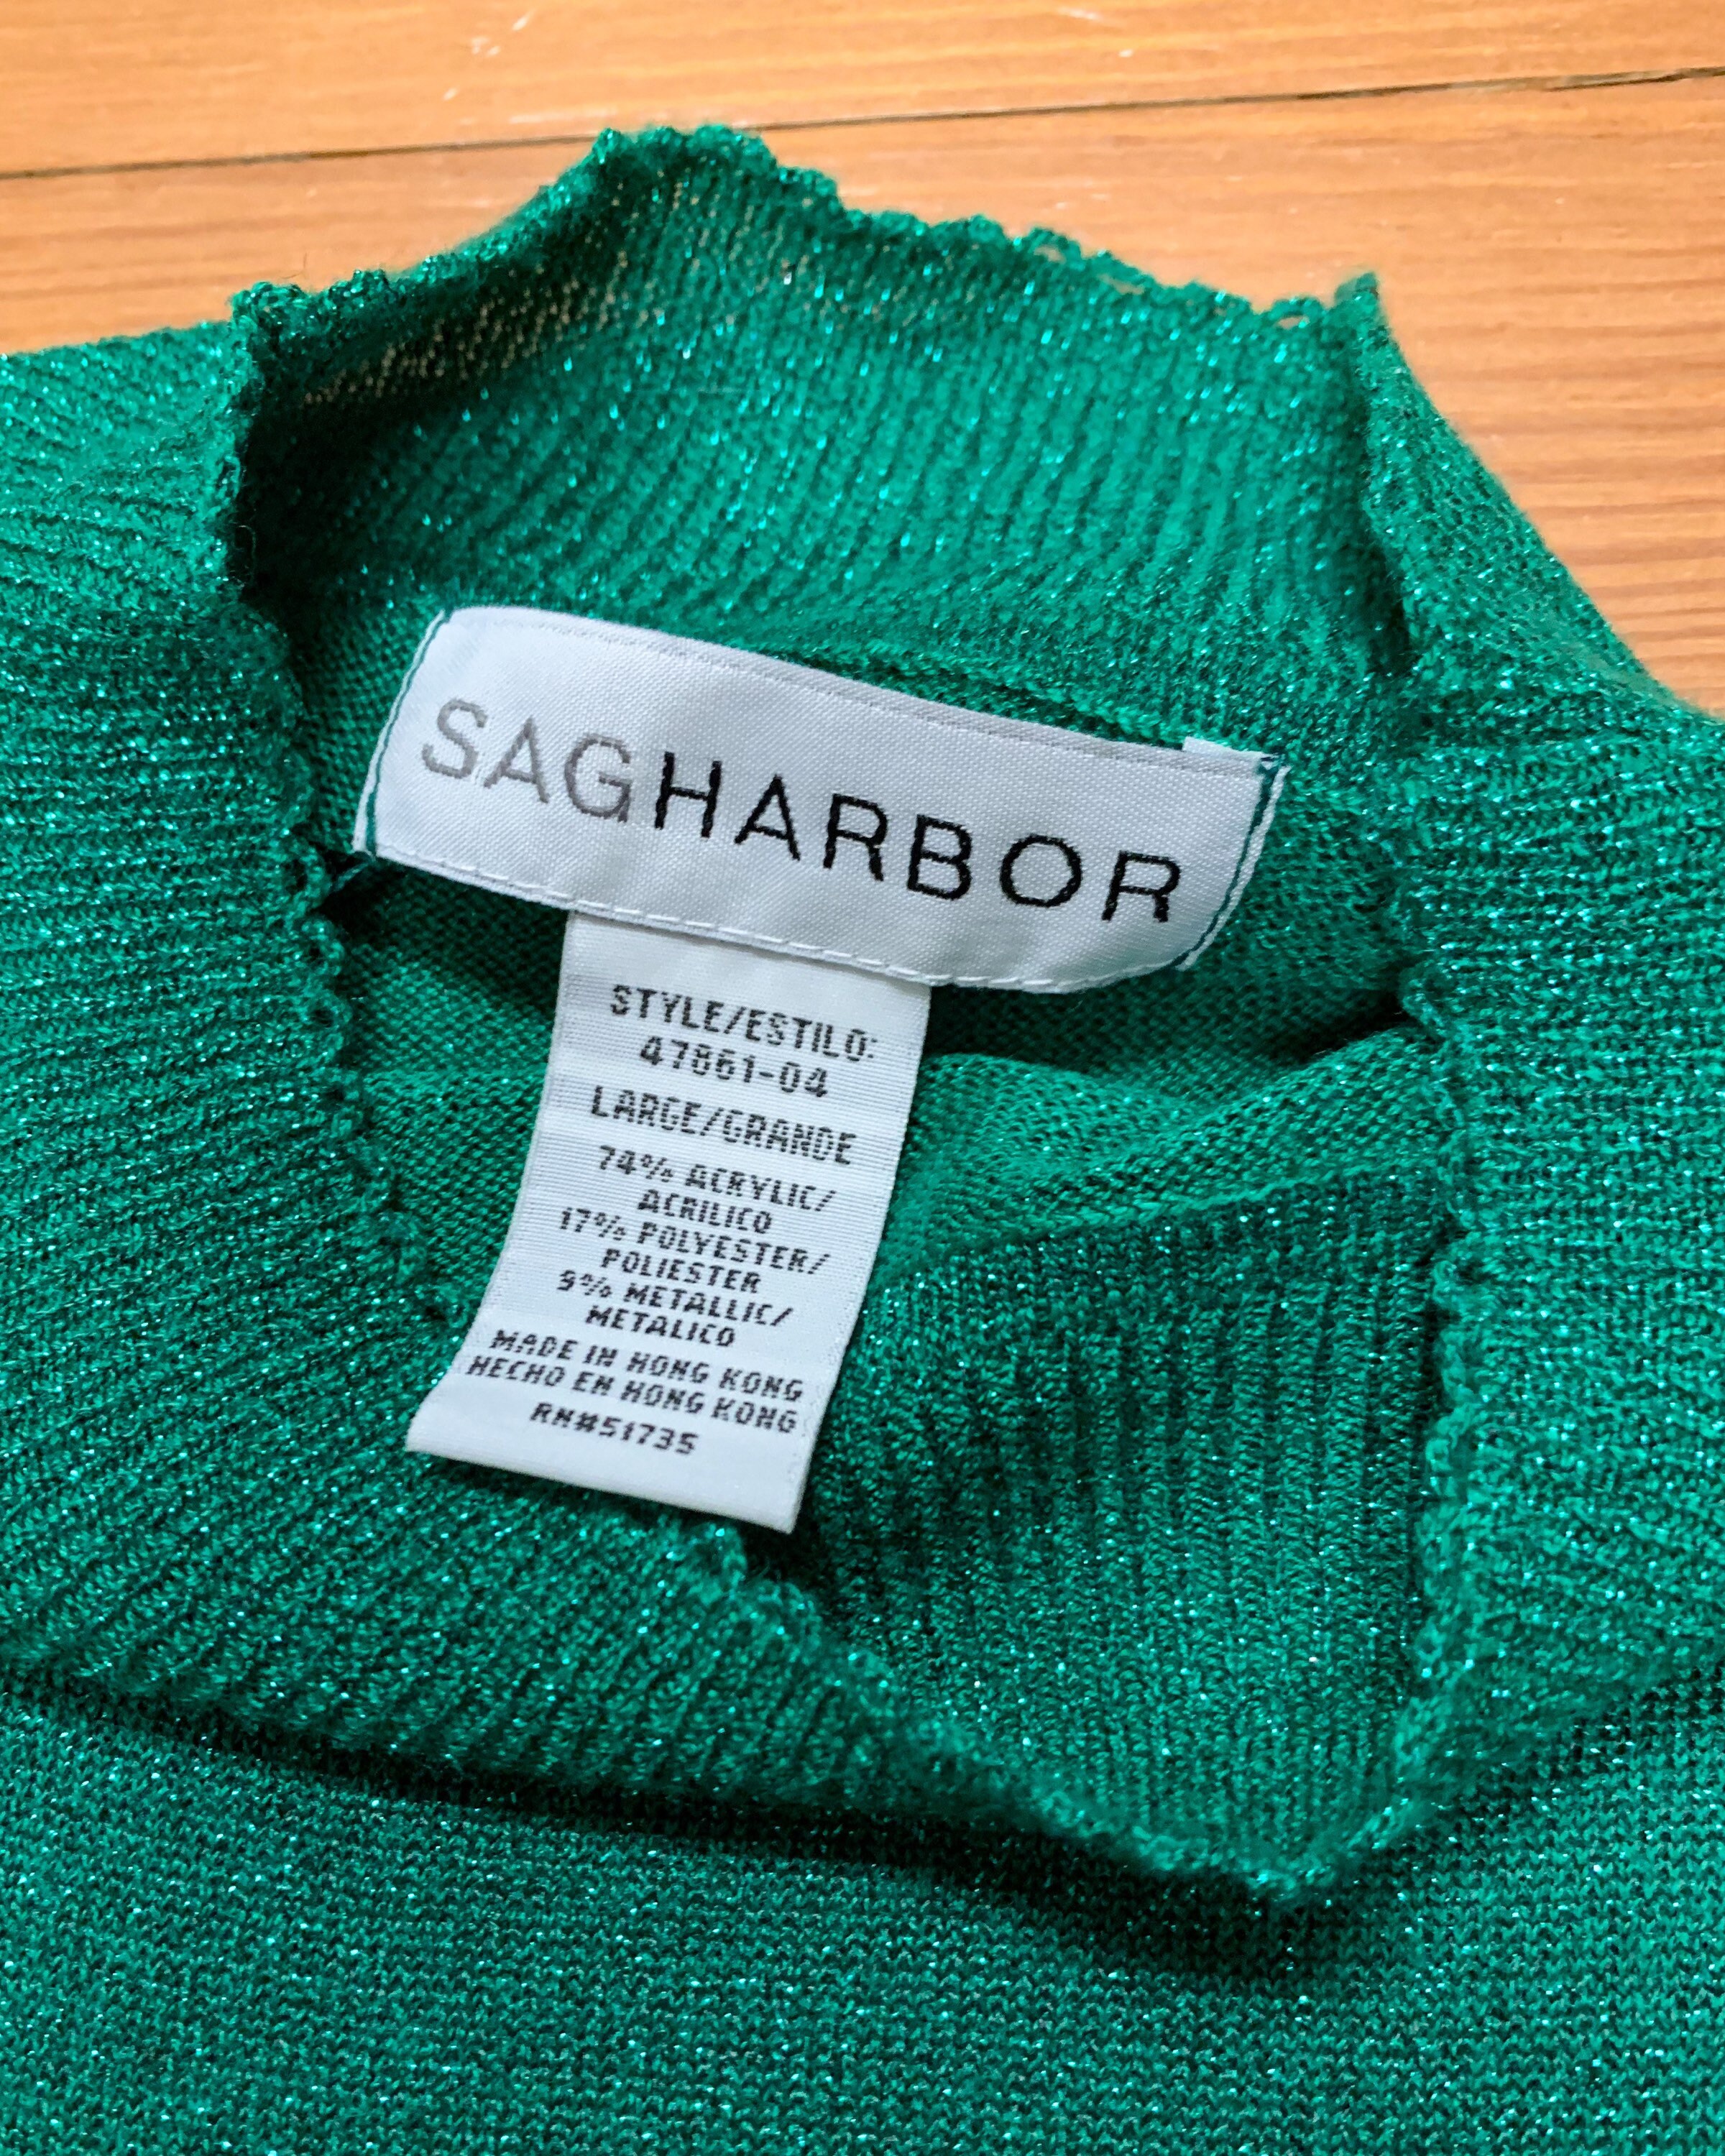 SAGHARBOR
STYLE/ESTILO:
47861-04
LARGE/GRANDE
74% ACRYLIC/
ACRILICO
17% POLYESTER/
POLIESTER
9% METALLIC/
METALICO
MADE IN HONG KONG
HECHO EN HONG KONG
RN#51735